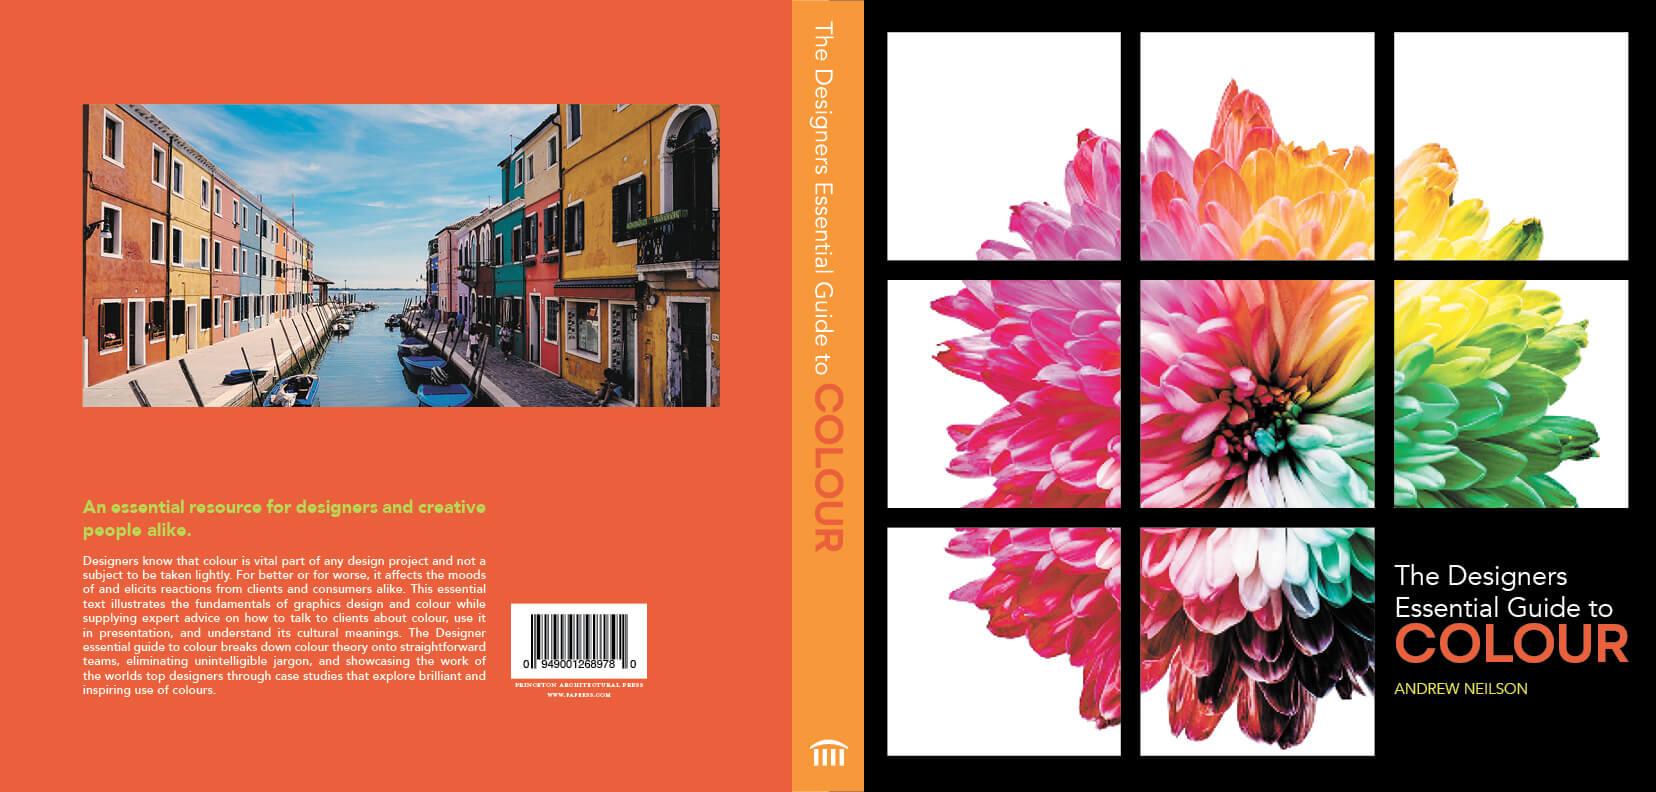 An essential resource for designers and creative
people alike.
Designers know that colour is vital part of any design project and not a
subject to be taken lightly. For better or for worse, it affects the moods
of and elicits reactions from clients and consumers alike. This essential
text illustrates the fundamentals of graphics design and colour while
supplying expert advice on how to talk to clients about colour, use it
in presentation, and understand its cultural meanings. The Designer
essential guide to colour breaks down colour theory onto straightforward
teams, eliminating unintelligible jargon, and showcasing the work of
the worlds top designers through case studies that explore brilliant and
inspiring use of colours.
0 949001268978 0
PRINCETON ARCHITECTURAL PRESS
WWW.PAPRESS.COM
The Designers Essential Guide to COLOUR
The Designers
Essential Guide to
COLOUR
ANDREW NEILSON